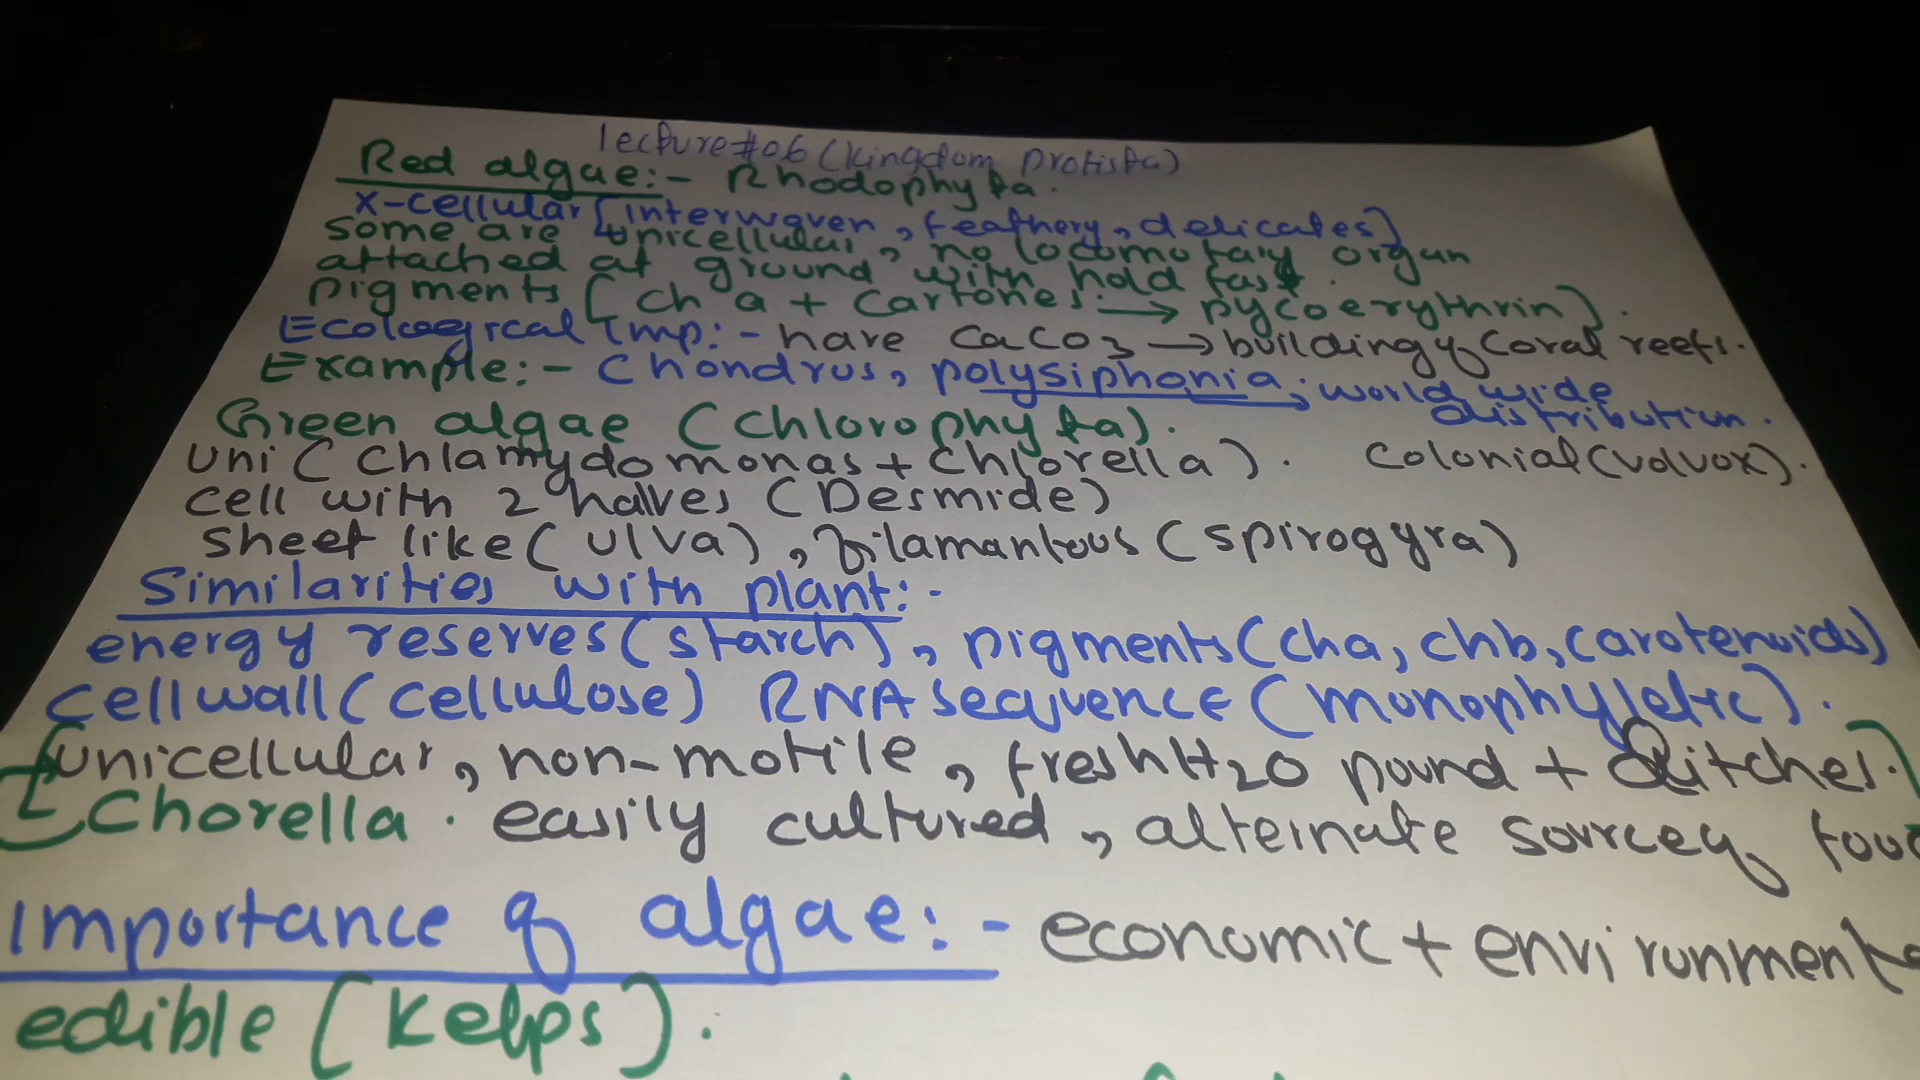 lecture#06 (kingdom protista)
Red algae:- Rhodophyta.
x-cellular [interwoven, feathery, delicates]
Some are unicellular, no locomotary organ
attached at ground with hold fast.
pigments [ch a + cartones. → pycoerythrin].
Ecological Imp:- have CaCO3 → building of Coral reefs.
Example:- Chondrus, polysiphonia; world wide
distribution.
Green algae (Chlorophyta).
Uni (Chlamydomonas + Chlorella). Colonial (volvox).
Cell with 2 halves (Desmide)
Sheet like (Ulva), filamantous (Spirogyra)
Similarities with plant:-
energy reserves (starch), pigments (cha, chb, carotenoids)
Cell wall (cellulose) RNA Sequence (monophyletic).
[unicellular, non-motile, fresh H2O pound + Ditches.]
Chorella. easily cultured, alternate source of food
Importance of algae:- economic + environmenta
edible (Kelps).